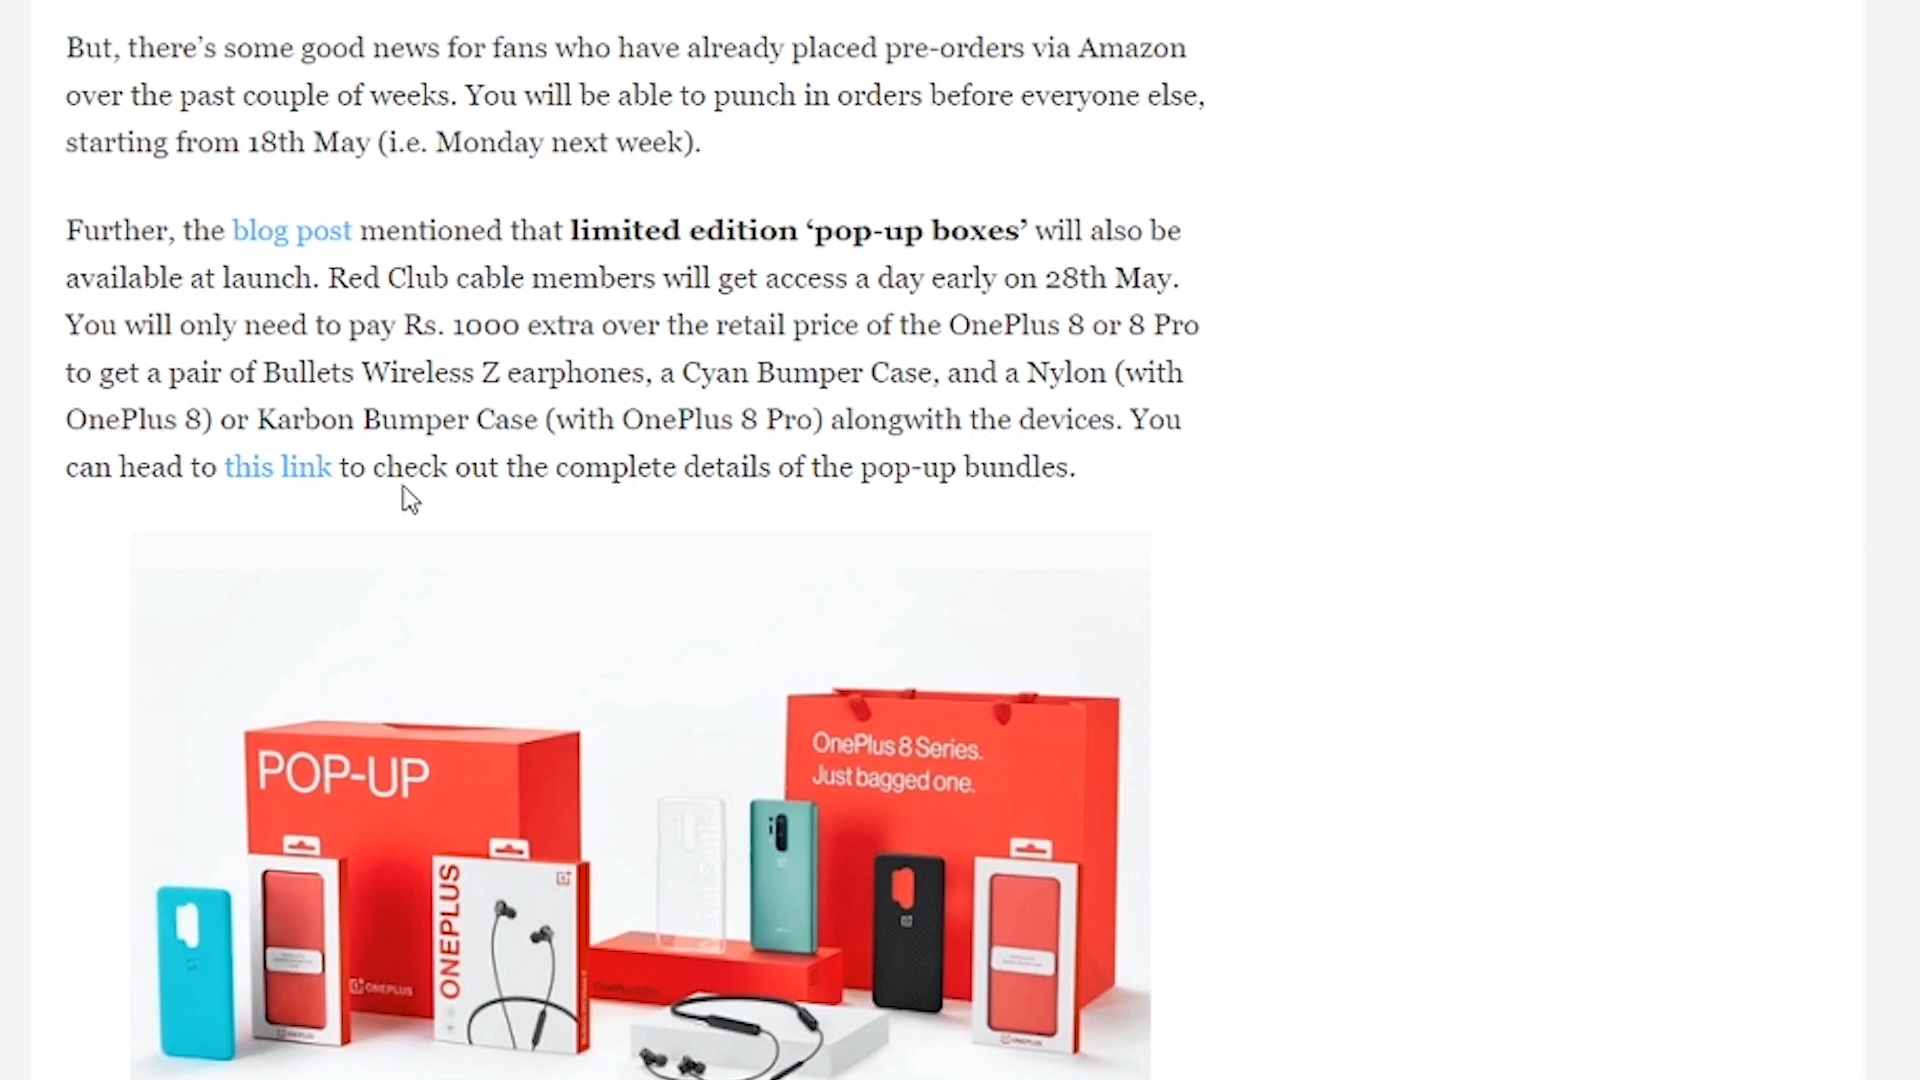 But, there’s some good news for fans who have already placed pre-orders via Amazon
over the past couple of weeks. You will be able to punch in orders before everyone else,
starting from 18th May (i.e. Monday next week).
Further, the blog post mentioned that limited edition ‘pop-up boxes’ will also be
available at launch. Red Club cable members will get access a day early on 28th May.
You will only need to pay Rs. 1000 extra over the retail price of the OnePlus 8 or 8 Pro
to get a pair of Bullets Wireless Z earphones, a Cyan Bumper Case, and a Nylon (with
OnePlus 8) or Karbon Bumper Case (with OnePlus 8 Pro) alongwith the devices. You
can head to this link to check out the complete details of the pop-up bundles.
POP-UP
OnePlus 8 Series.
Just bagged one.
ONEPLUS
ONEPLUS
ONEPLUS
ONEPLUS